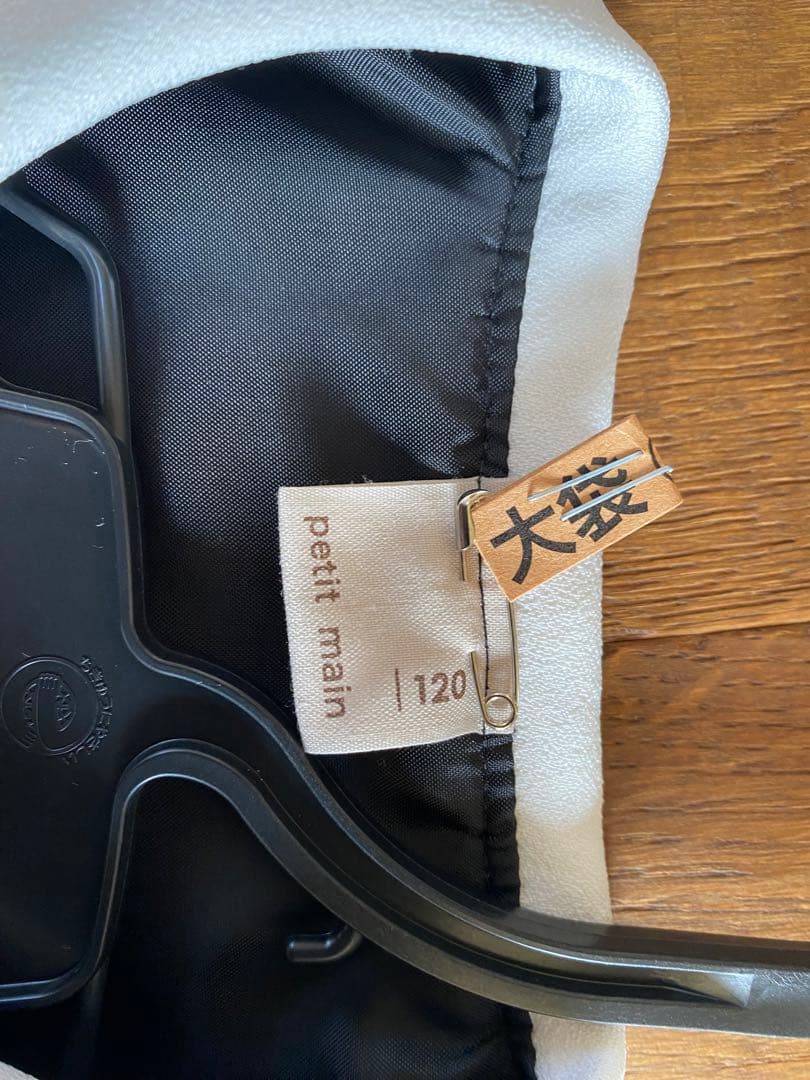 petit main
120
大袋